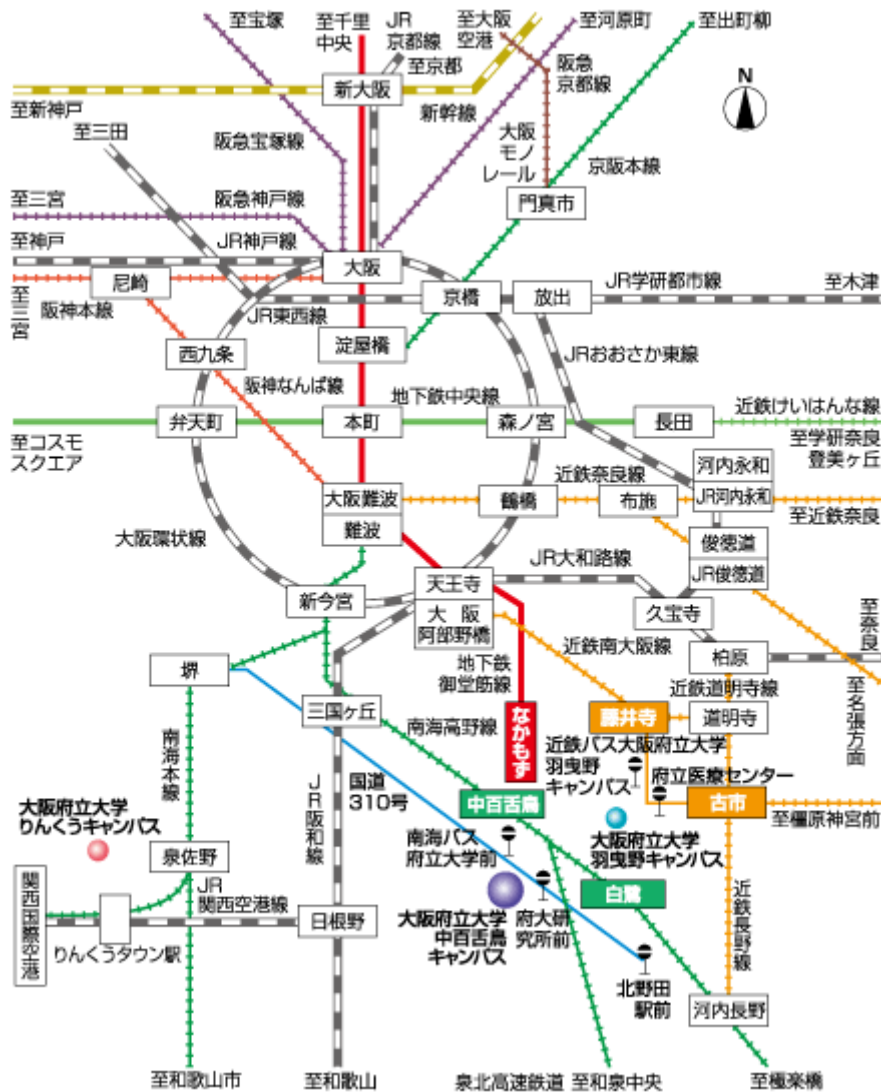 至宝塚
至千里
中央
JR
京都線
至京都
至大阪
空港
至河原町
至出町柳
阪急
京都線
N
新大阪
新幹線
至新神戸
至三田
阪急宝塚線
大阪
モノ
レール
京阪本線
門真市
至三宮
阪急神戸線
至神戸
JR神戸線
大阪
JR学研都市線
至木津
尼崎
京橋
放出
至三宮
阪神本線
JR東西線
西九条
淀屋橋
JRおおさか東線
阪神なんば線
地下鉄中央線
弁天町
本町
森ノ宮
長田
近鉄けいはんな線
至コスモ
スクエア
至学研奈良
登美ヶ丘
河内永和
JR河内永和
近鉄奈良線
大阪難波
難波
鶴橋
布施
至近鉄奈良
大阪環状線
俊徳道
JR俊徳道
JR大和路線
天王寺
新今宮
大阪
阿部野橋
久宝寺
至奈良
近鉄南大阪線
柏原
堺
地下鉄
御堂筋線
近鉄道明寺線
至名張方面
三国ヶ丘
南海高野線
なかもず
藤井寺
道明寺
南海本線
国道
310号
近鉄バス大阪府立大学
羽曳野
キャンパス
府立医療センター
JR阪和線
中百舌鳥
古市
至橿原神宮前
大阪府立大学
りんくうキャンパス
南海バス
府立大学前
大阪府立大学
羽曳野キャンパス
泉佐野
JR
関西空港線
白鷺
近鉄長野線
関西国際空港
りんくうタウン駅
日根野
大阪府立大学
中百舌鳥
キャンパス
府大研
究所前
北野田
駅前
河内長野
至和歌山市
至和歌山
泉北高速鉄道
至和泉中央
至極楽橋